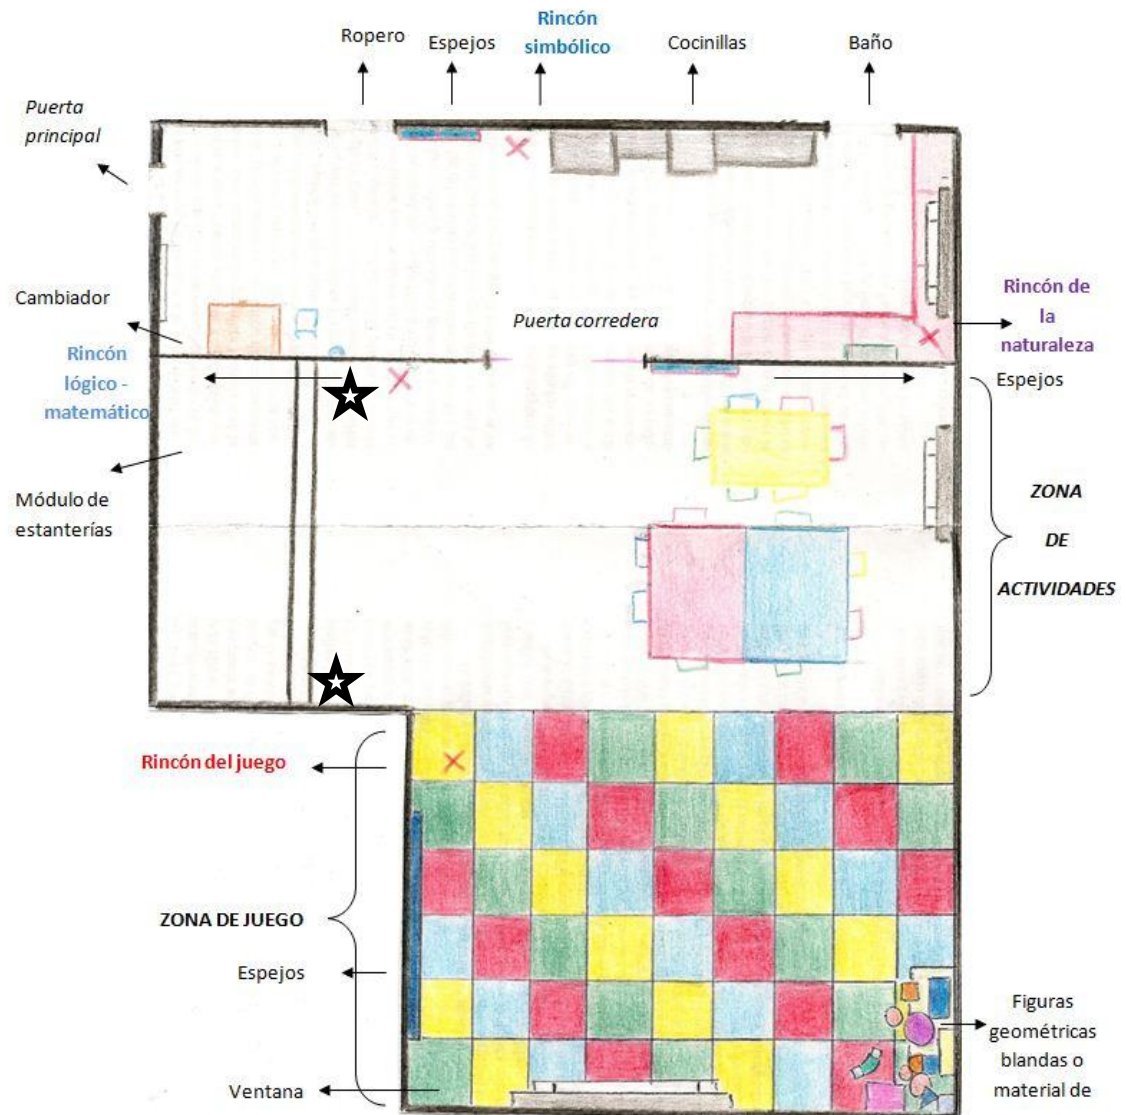 Ropero
Espejos
Rincón
simbólico
Cocinillas
Baño
Puerta
principal
Cambiador
Puerta corredera
Rincón de
la
naturaleza
Rincón
lógico -
matemático
Espejos
Módulo de
estanterías
ZONA
DE
ACTIVIDADES
Rincón del juego
ZONA DE JUEGO
Espejos
Figuras
geométricas
blandas o
material de
Ventana